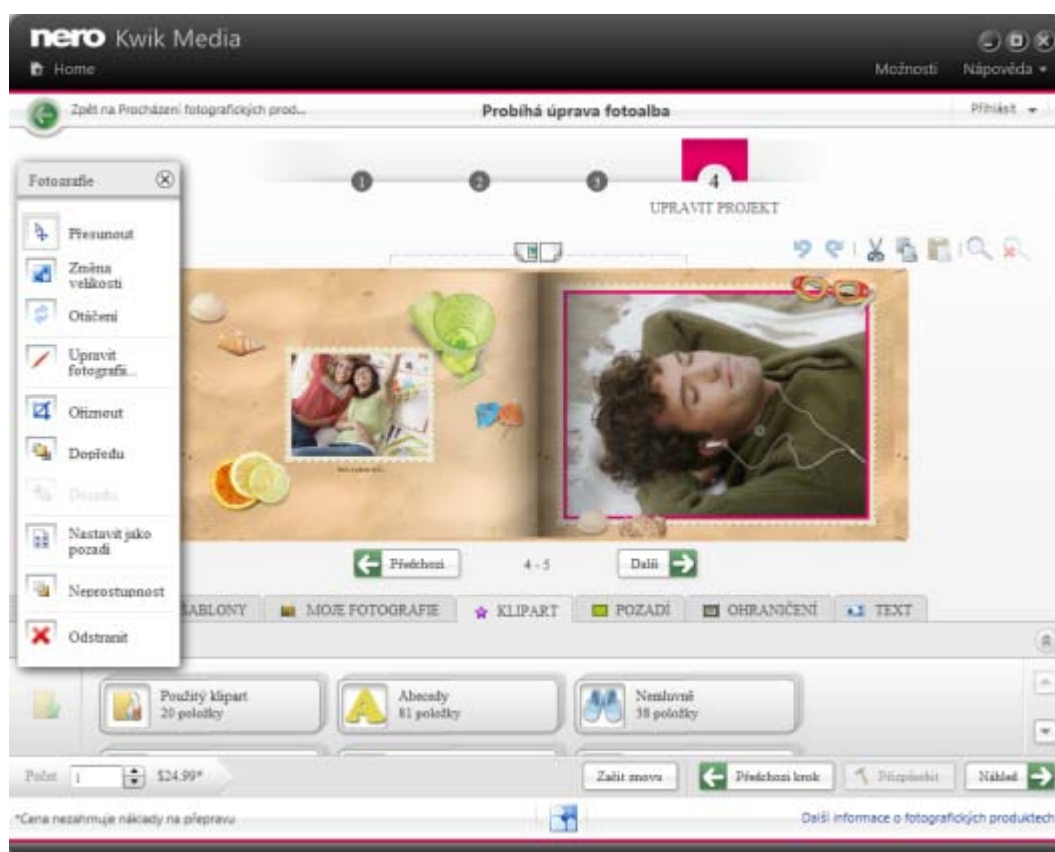 nero Kwik Media
Home
Možnosti Nápověda
Zpět na Procházení fotografických prod...
Probíhá úprava fotoalba
Přihlásit
Fotografie
1 2 3 4
UPRAVIT PROJEKT
Přesunout
Změna
velikosti
Otáčení
Upravit
fotografii...
Oříznout
Dopředu
Dozadu
Nastavit jako
pozadí
Neprostupnost
Odstranit
Předchozí
4 - 5
Další
ŠABLONY
MOJE FOTOGRAFIE
KLIPART
POZADÍ
OHRANIČENÍ
TEXT
Použitý klipart
20 položky
Abecedy
81 položky
Nemluvně
38 položky
Počet 1 $24.99*
Začít znovu
Předchozí krok
Přizpůsobit
Náhled
*Cena nezahrnuje náklady na přepravu
Další informace o fotografických produktech